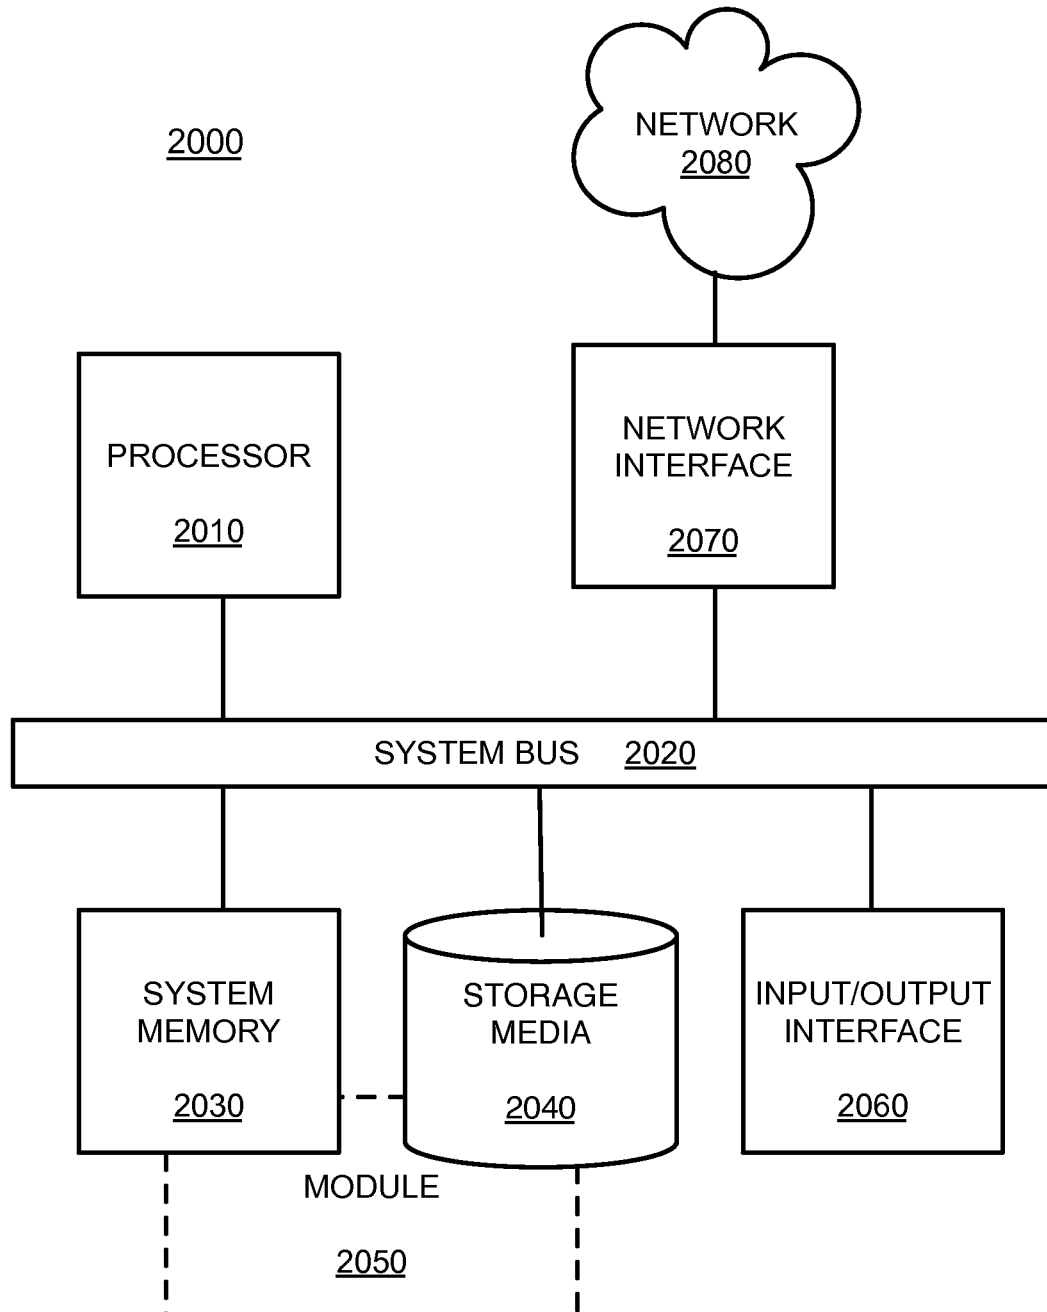 2000
NETWORK
2080
PROCESSOR
2010
NETWORK
INTERFACE
2070
SYSTEM BUS 2020
SYSTEM
MEMORY
2030
STORAGE
MEDIA
2040
INPUT/OUTPUT
INTERFACE
2060
MODULE
2050